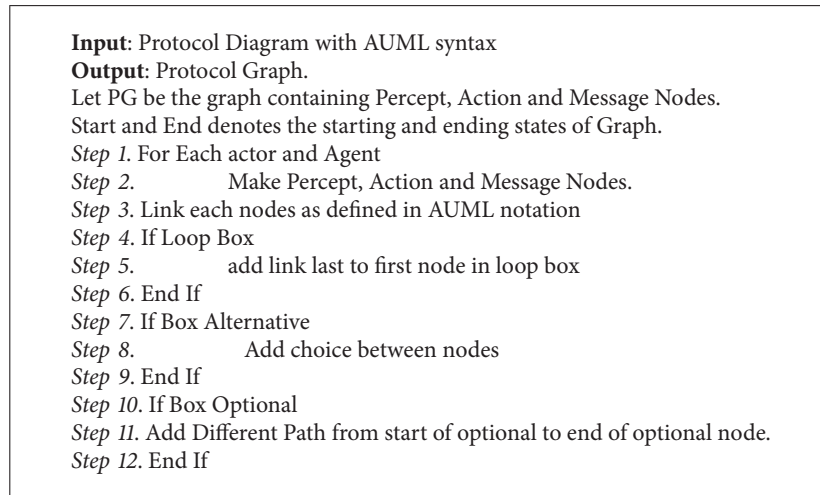 Input: Protocol Diagram with AUML syntax
Output: Protocol Graph.
Let PG be the graph containing Percept, Action and Message Nodes.
Start and End denotes the starting and ending states of Graph.
Step 1. For Each actor and Agent
Step 2. Make Percept, Action and Message Nodes.
Step 3. Link each nodes as defined in AUML notation
Step 4. If Loop Box
Step 5. add link last to first node in loop box
Step 6. End If
Step 7. If Box Alternative
Step 8. Add choice between nodes
Step 9. End If
Step 10. If Box Optional
Step 11. Add Different Path from start of optional to end of optional node.
Step 12. End If